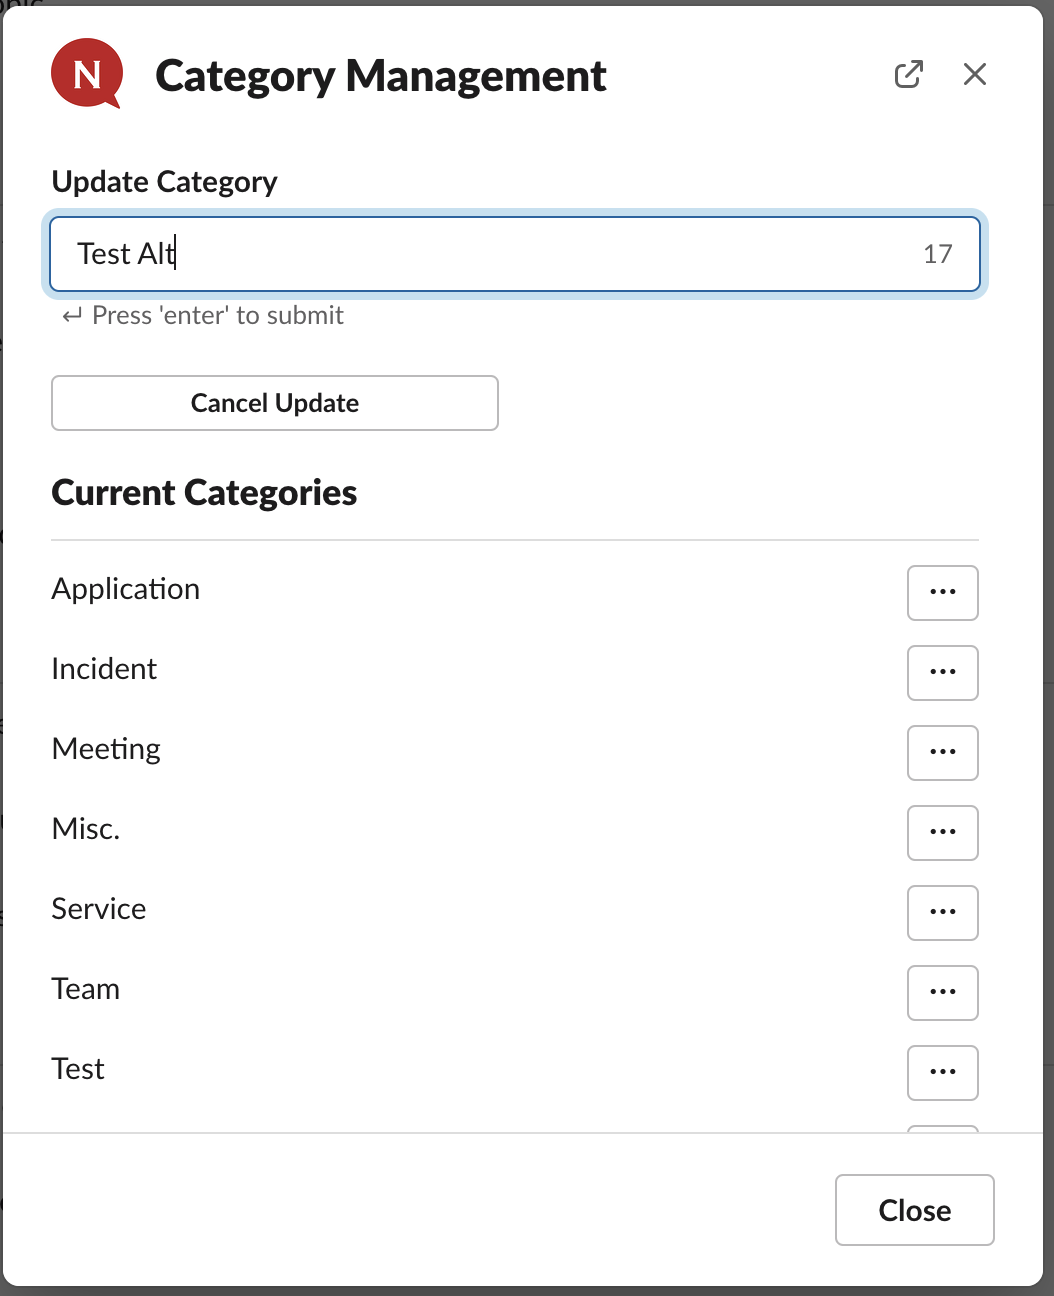 N
Category Management
Update Category
Test Alt
17
↵ Press 'enter' to submit
Cancel Update
Current Categories
Application
Incident
Meeting
Misc.
Service
Team
Test
Close